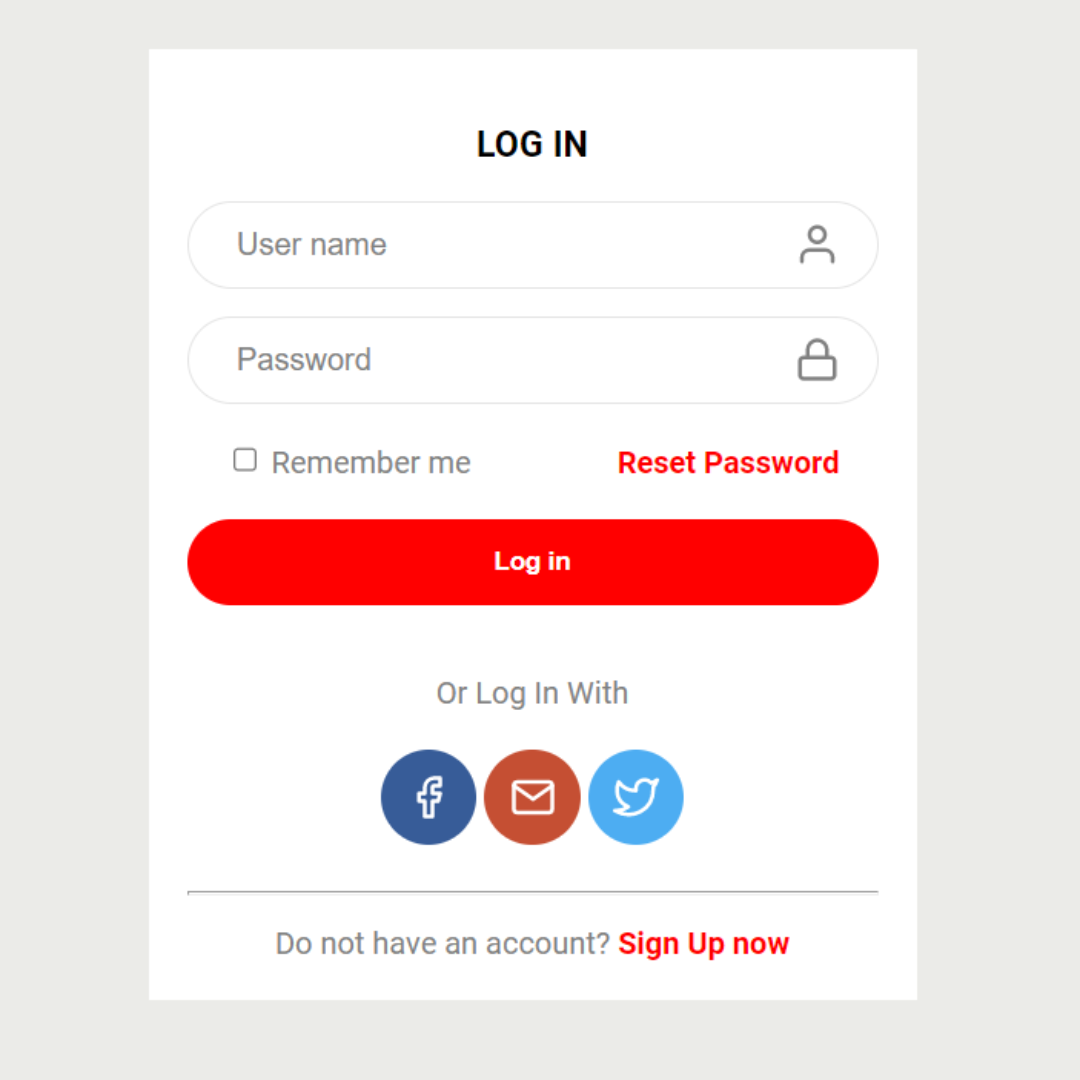 LOG IN
User name
Password
Remember me
Reset Password
Log in
Or Log In With
Do not have an account? Sign Up now